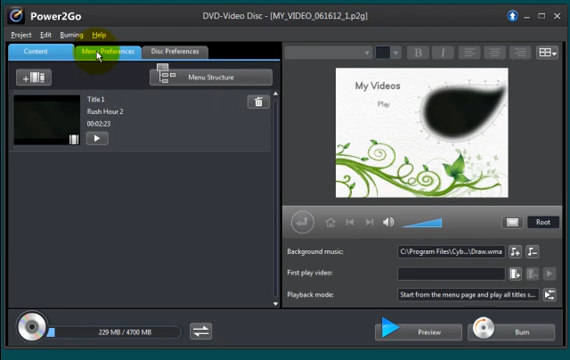 Power2Go
DVD-Video Disc - [MY_VIDEO_061612_1.p2g]
Project Edit Burning Help
Content Menu Preferences Disc Preferences
B I
Menu Structure
Title 1
Rush Hour 2
00:02:23
My Videos
Play
Root
Background music: C:\Program Files\Cyb...\Draw.wma
First play video:
Playback mode: Start from the menu page and play all titles s...
229 MB / 4700 MB
Preview
Burn